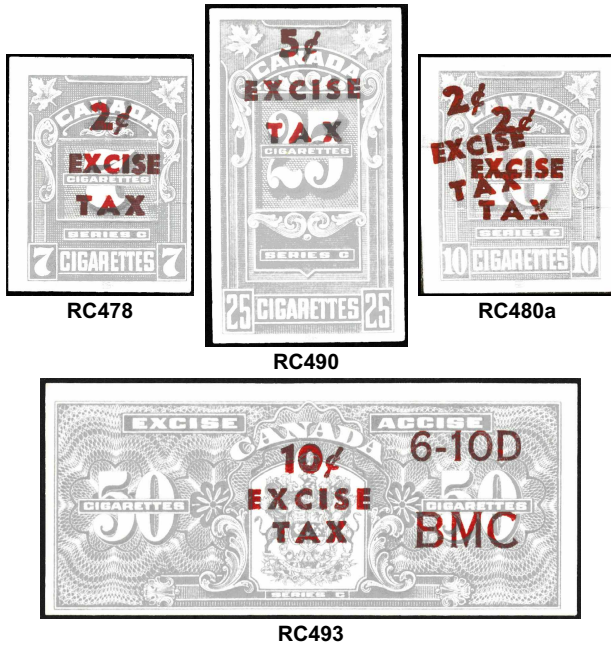 CANADA
2¢
EXCISE
CIGARETTES
TAX
SERIES C
7 CIGARETTES 7
RC478
5¢
CANADA
EXCISE
TAX
25
CIGARETTES
SERIES C
25 CIGARETTES 25
RC490
2¢
2¢
CANADA
EXCISE
EXCISE
TAX
TAX
SERIES C
10 CIGARETTES 10
RC480a
EXCISE
ACCISE
CANADA
6-10D
10¢
50
CIGARETTES
EXCISE
TAX
50
CIGARETTES
BMC
SERIES C
RC493